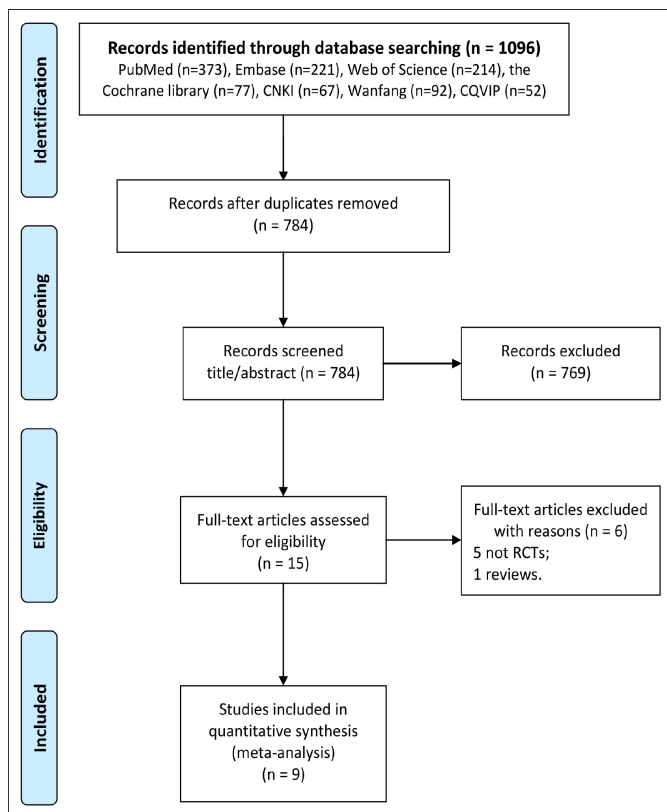 Identification
Records identified through database searching (n = 1096)
PubMed (n=373), Embase (n=221), Web of Science (n=214), the
Cochrane library (n=77), CNKI (n=67), Wanfang (n=92), CQVIP (n=52)
Records after duplicates removed
(n = 784)
Screening
Records screened
title/abstract (n = 784)
Records excluded
(n = 769)
Eligibility
Full-text articles assessed
for eligibility
(n = 15)
Full-text articles excluded
with reasons (n = 6)
5 not RCTs;
1 reviews.
Included
Studies included in
quantitative synthesis
(meta-analysis)
(n = 9)